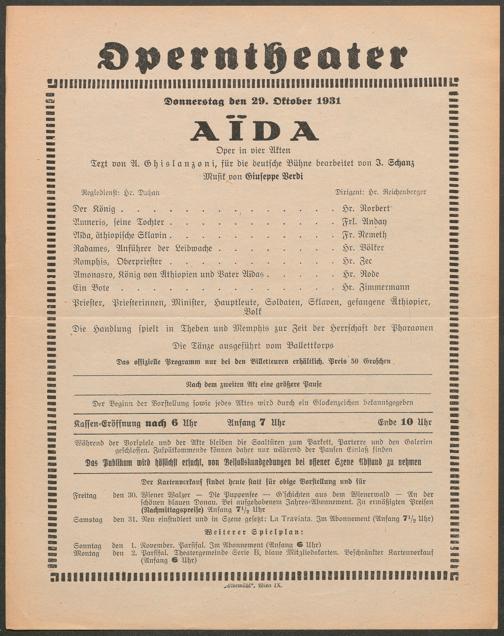 Operntheater
Donnerstag den 29. Oktober 1931
AÏDA
Oper in vier Akten
Text von A. Ghislanzoni, für die deutsche Bühne bearbeitet von J. Schanz
Musik von Giuseppe Verdi
Regiedienst: Hr. Duhan Dirigent: Hr. Reichenberger
Der König . . . . . . . . . . . . Hr. Norbert
Amneris, seine Tochter . . . . . . . . . . Frl. Anday
Aïda, äthiopische Sklavin . . . . . . . . . . Fr. Nemeth
Radames, Anführer der Leibwache . . . . . . . . Hr. Völker
Ramphis, Oberpriester . . . . . . . . . . Hr. Zec
Amonasro, König von Äthiopien und Vater Aïdas . . . . . Hr. Rode
Ein Bote . . . . . . . . . . . . Hr. Zimmermann
Priester, Priesterinnen, Minister, Hauptleute, Soldaten, Sklaven, gefangene Äthiopier,
Volk
Die Handlung spielt in Theben und Memphis zur Zeit der Herrschaft der Pharaonen
Die Tänze ausgeführt vom Ballettkorps
Das offizielle Programm nur bei den Billetteuren erhältlich. Preis 50 Groschen
Nach dem zweiten Akt eine größere Pause
Der Beginn der Vorstellung sowie jedes Aktes wird durch ein Glockenzeichen bekanntgegeben
Kassen-Eröffnung nach 6 Uhr Anfang 7 Uhr Ende 10 Uhr
Während der Vorspiele und der Akte bleiben die Saaltüren zum Parkett, Parterre und den Galerien
geschlossen. Zuspätkommende können daher nur während der Pausen Einlaß finden
Das Publikum wird höflichst ersucht, von Beifallskundgebungen bei offener Szene Abstand zu nehmen
Der Kartenverkauf findet heute statt für obige Vorstellung und für
Freitag den 30. Wiener Walzer — Die Puppenfee — G'schichten aus dem Wienerwald — An der
schönen blauen Donau. Bei aufgehobenem Jahres-Abonnement. Zu ermäßigten Preisen
(Nachmittagspreise) Anfang 7½ Uhr
Samstag den 31. Neu einstudiert und in Szene gesetzt: La Traviata. Im Abonnement (Anfang 7½ Uhr)
Weiterer Spielplan:
Sonntag den 1. November. Parsifal. Im Abonnement (Anfang 6 Uhr)
Montag den 2. Parsifal. Theatergemeinde Serie B, blaue Mitgliedskarten. Beschränkter Kartenverkauf
(Anfang 6 Uhr)
„Elbemühl“, Wien IX.